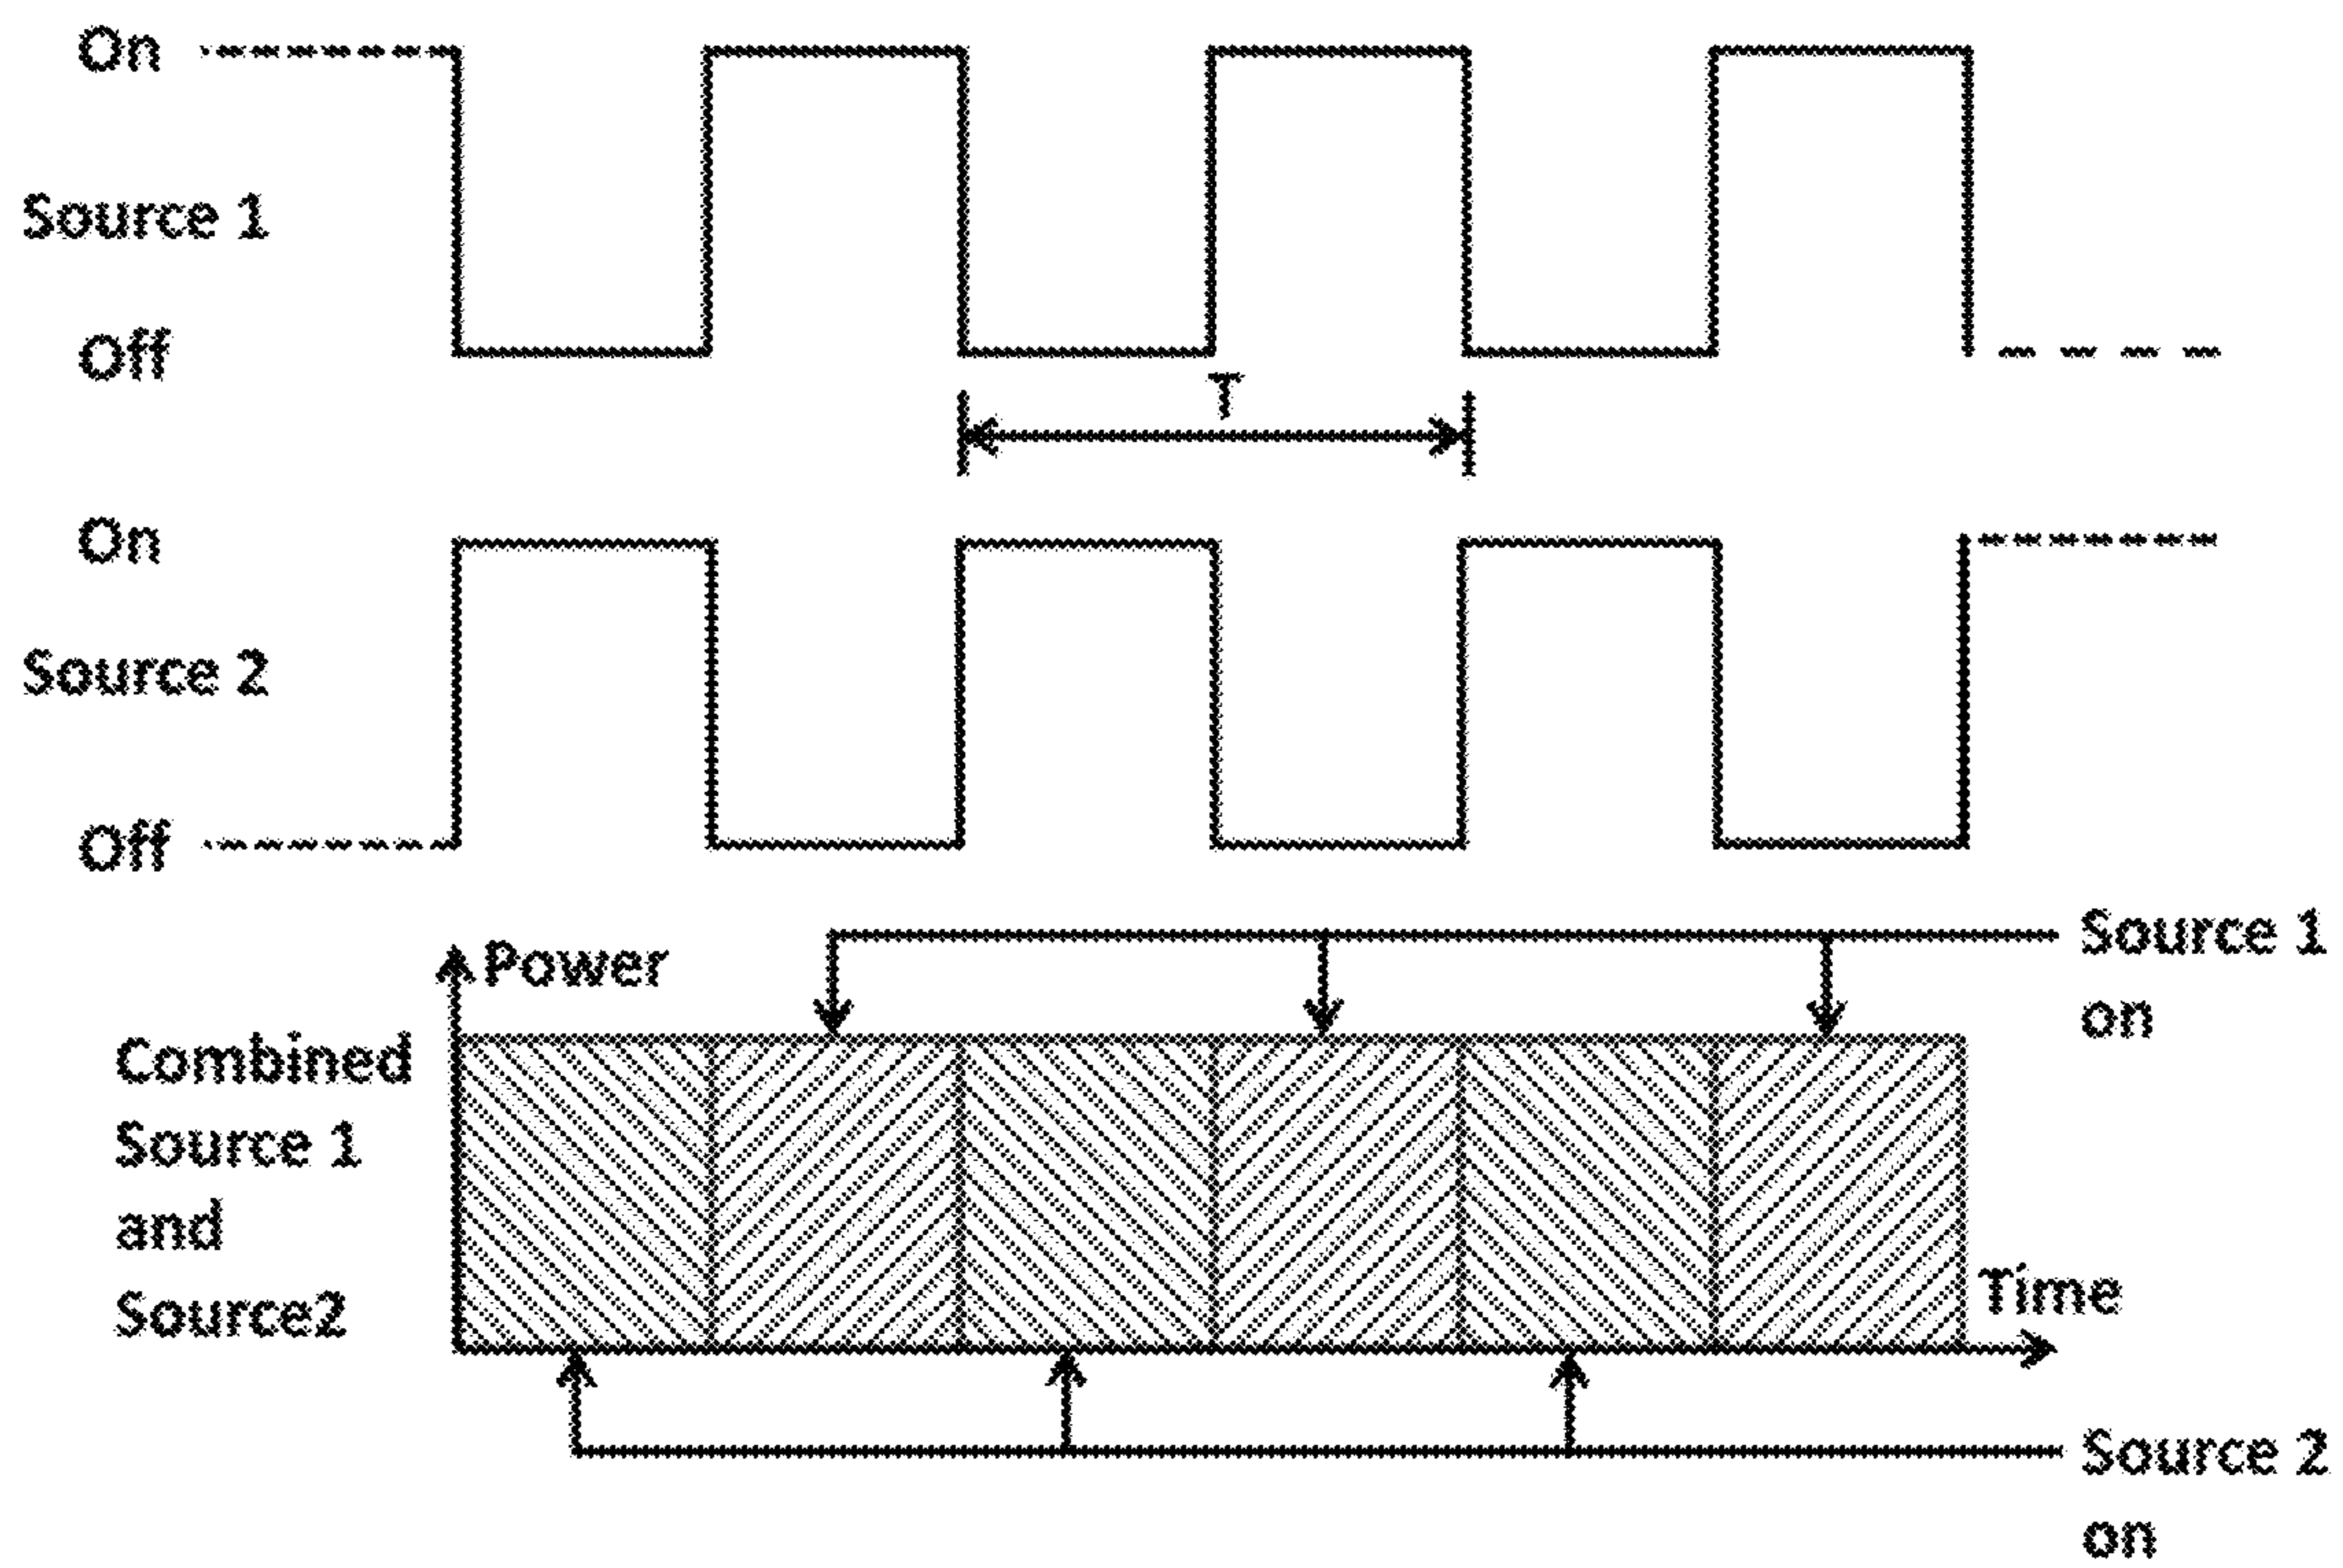 On
Source 1
Off
T
On
Source 2
Off
Power
Source 1
on
Combined
Source 1
and
Source2
Time
Source 2
on